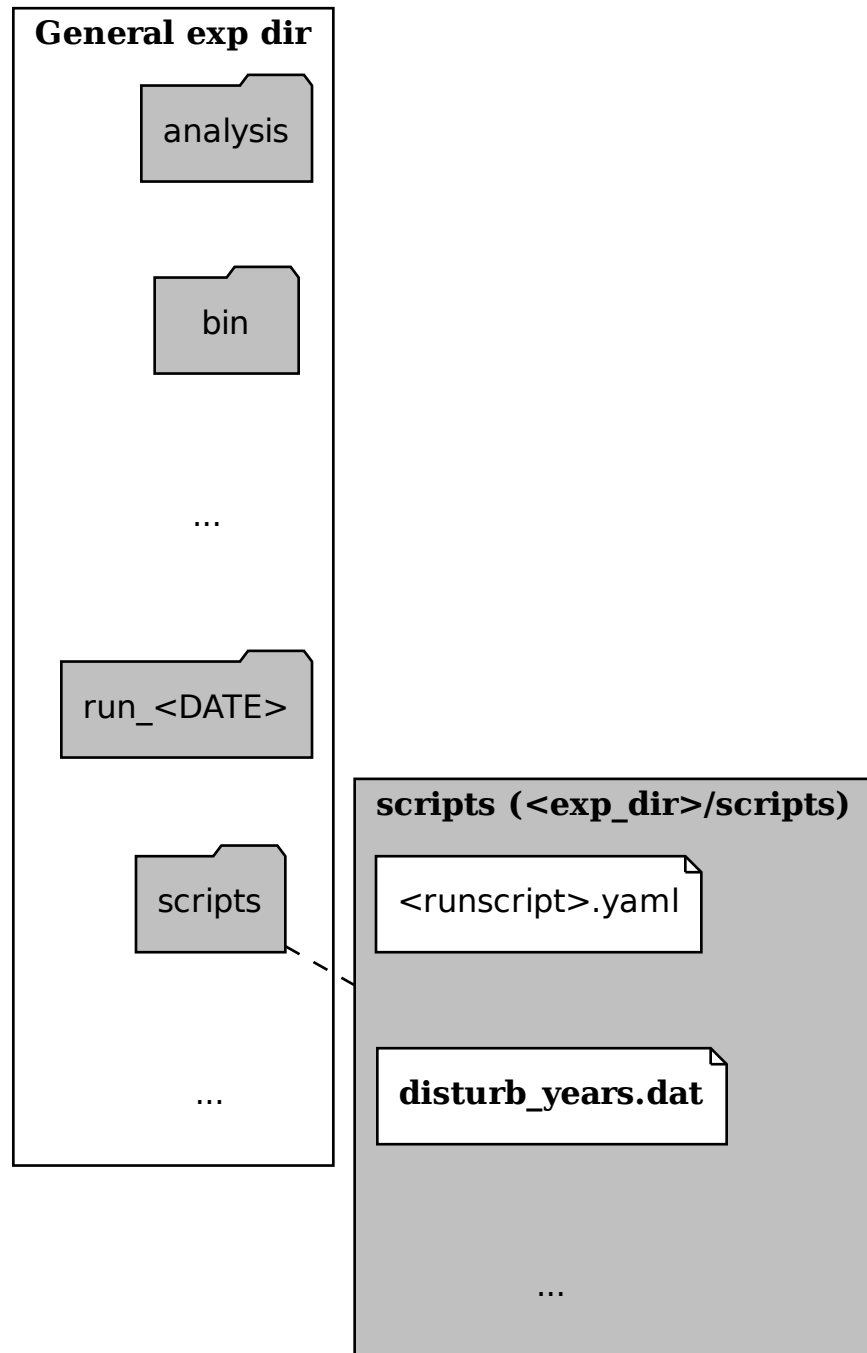 General exp dir
analysis
bin
...
run_<DATE>
scripts (<exp_dir>/scripts)
scripts
<runscript>.yaml
disturb_years.dat
...
...